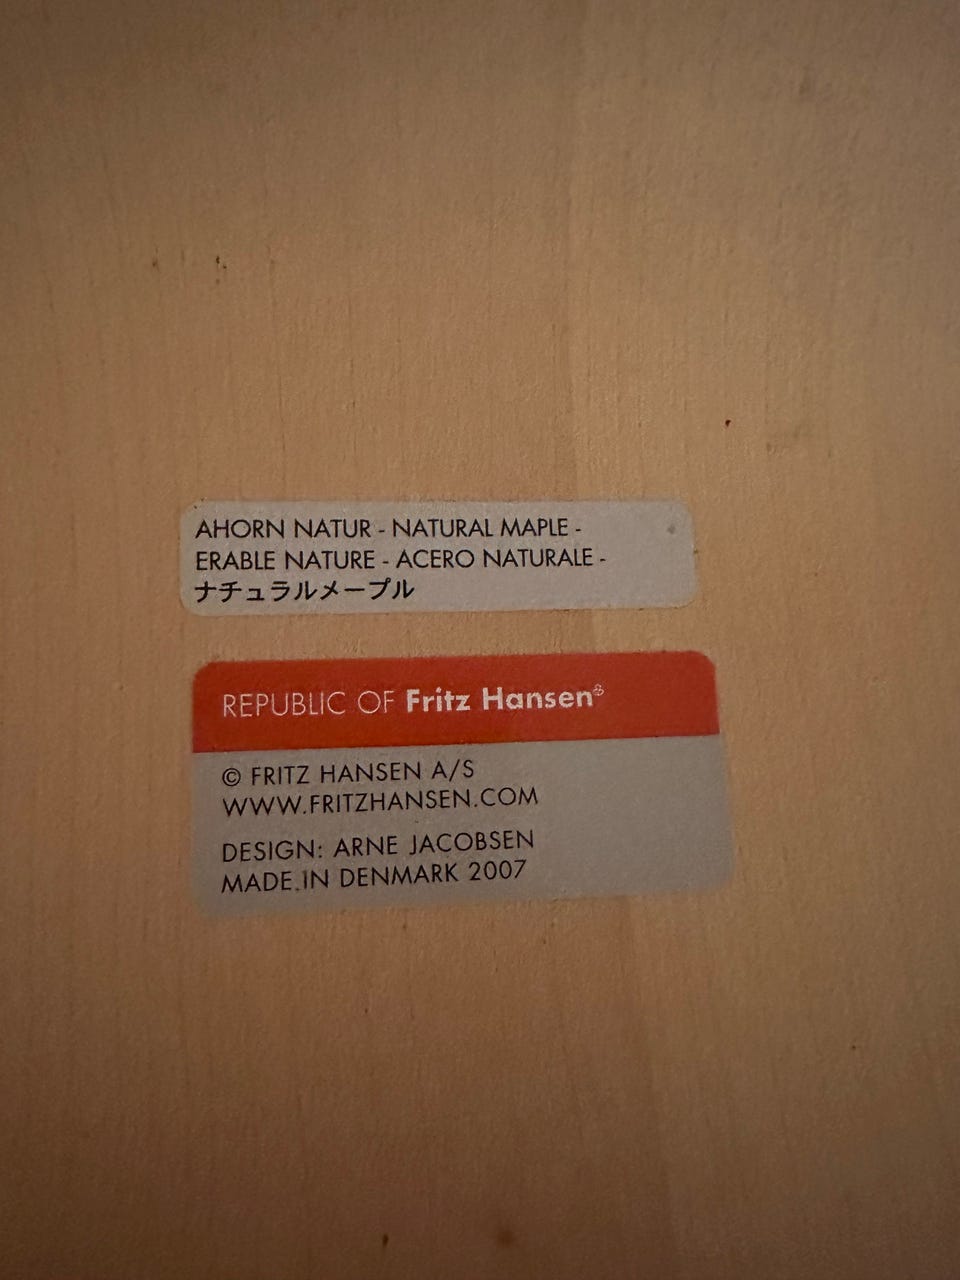 AHORN NATUR - NATURAL MAPLE -
ERABLE NATURE - ACERO NATURALE -
ナチュラルメープル
REPUBLIC OF Fritz Hansen®
© FRITZ HANSEN A/S
WWW.FRITZHANSEN.COM
DESIGN: ARNE JACOBSEN
MADE IN DENMARK 2007